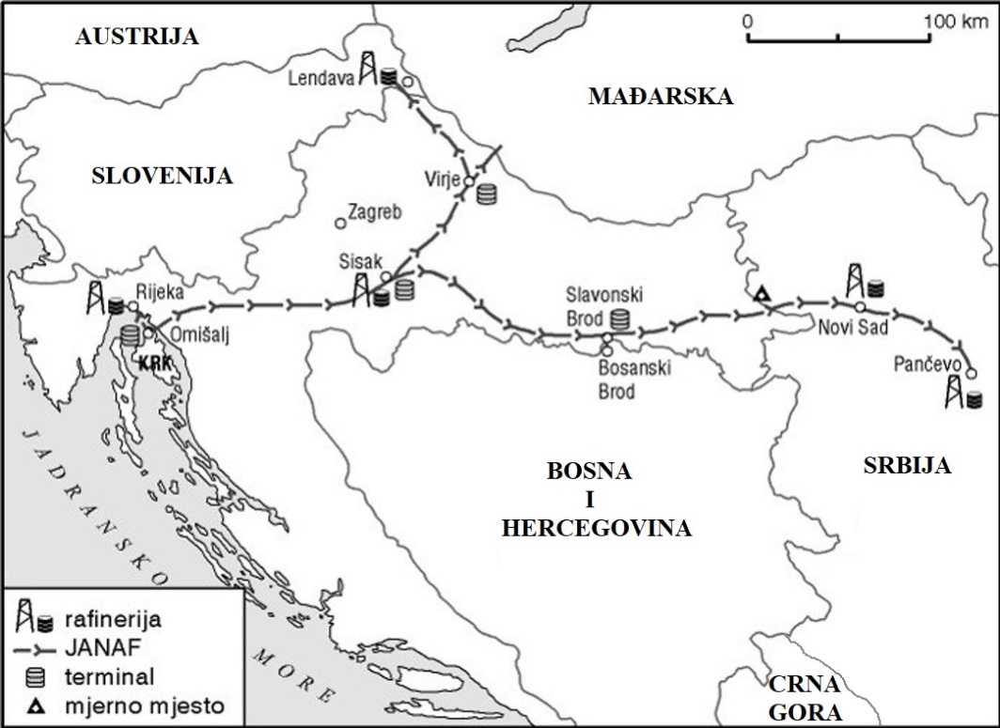 AUSTRIJA
0 100 km
Lendava
MAĐARSKA
SLOVENIJA
Virje
Zagreb
Sisak
Rijeka
Slavonski
Brod
Omišalj
Novi Sad
KRK
Bosanski
Brod
Pančevo
BOSNA
I
HERCEGOVINA
SRBIJA
JADRANSKO
MORE
rafinerija
JANAF
terminal
mjerno mjesto
CRNA
GORA